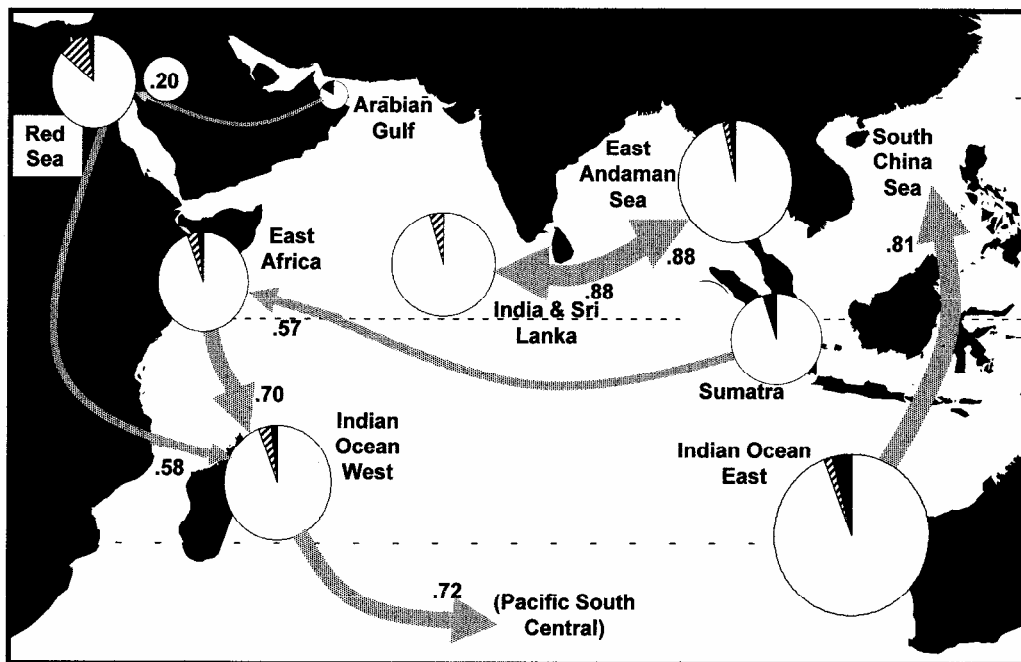 .20
Arabian
Gulf
Red
Sea
East
Andaman
Sea
South
China
Sea
East
Africa
.81
.88
.88
India & Sri
Lanka
.57
Sumatra
.70
Indian
Ocean
West
Indian Ocean
East
.58
.72
(Pacific South
Central)